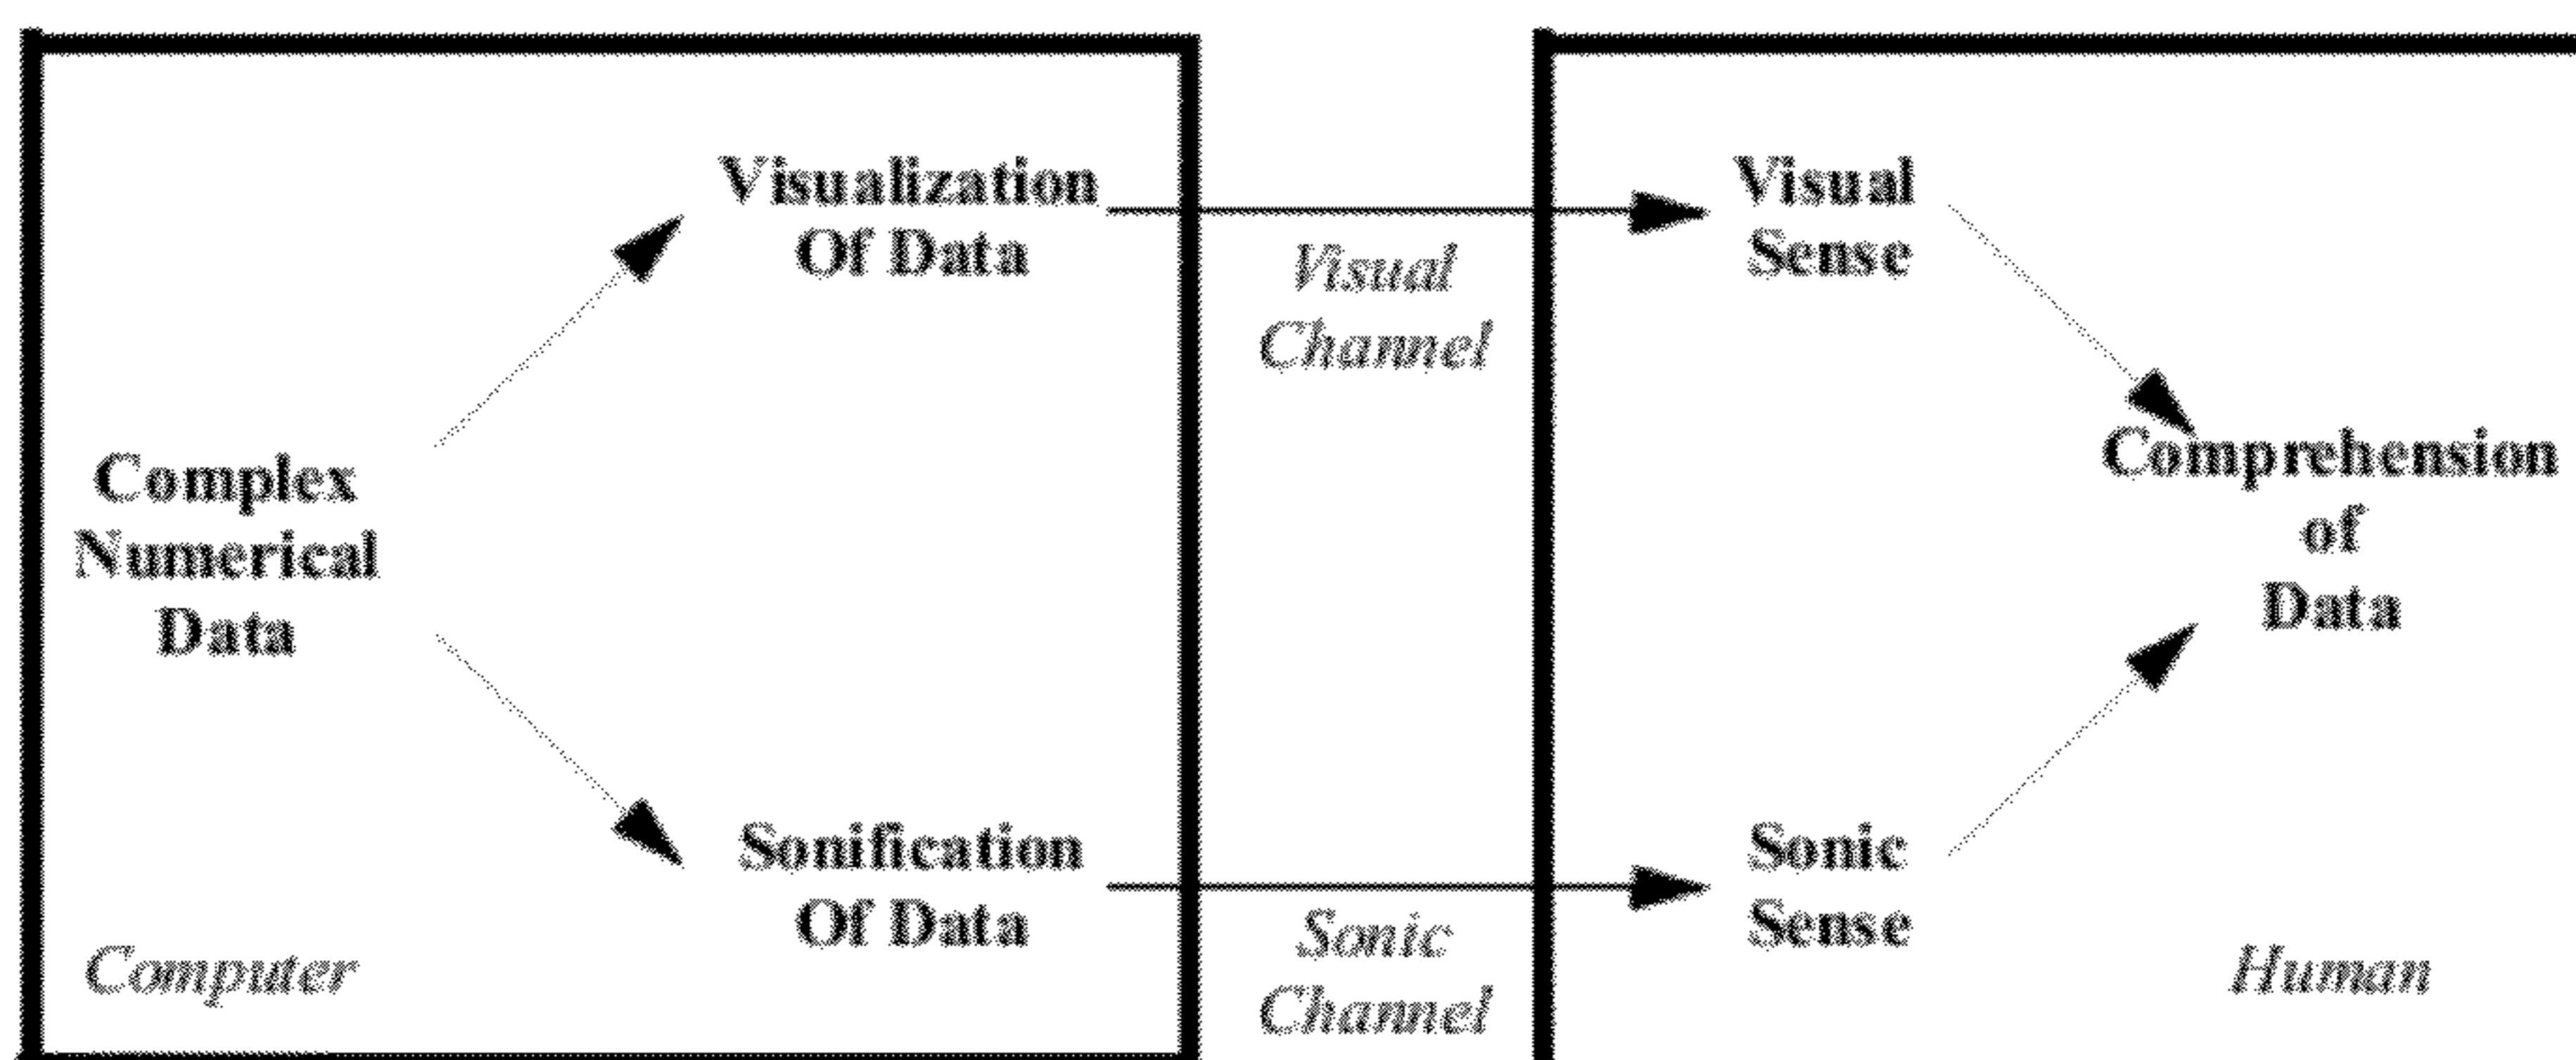 Complex
Numerical
Data
Computer
Visualization
Of Data
Sonification
Of Data
Visual
Channel
Sonic
Channel
Visual
Sense
Sonic
Sense
Comprehension
of
Data
Human